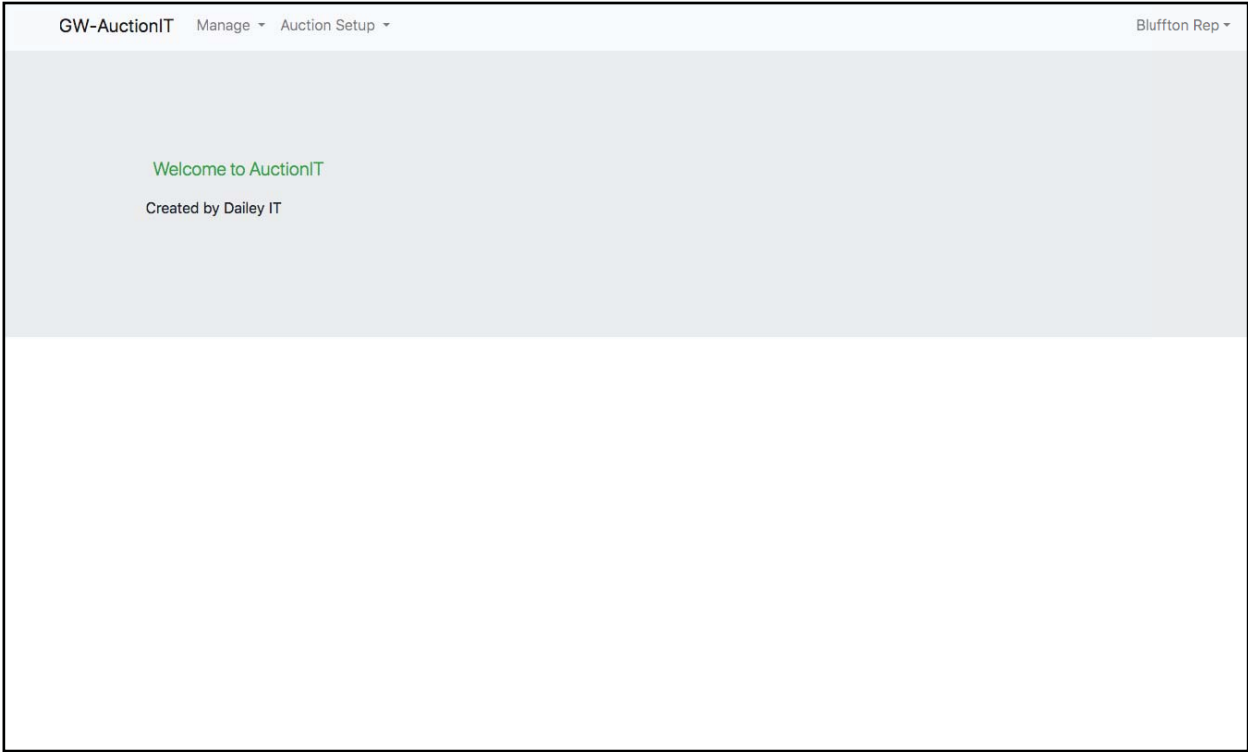 GW-AuctionIT Manage Auction Setup Bluffton Rep
Welcome to AuctionIT
Created by Dailey IT